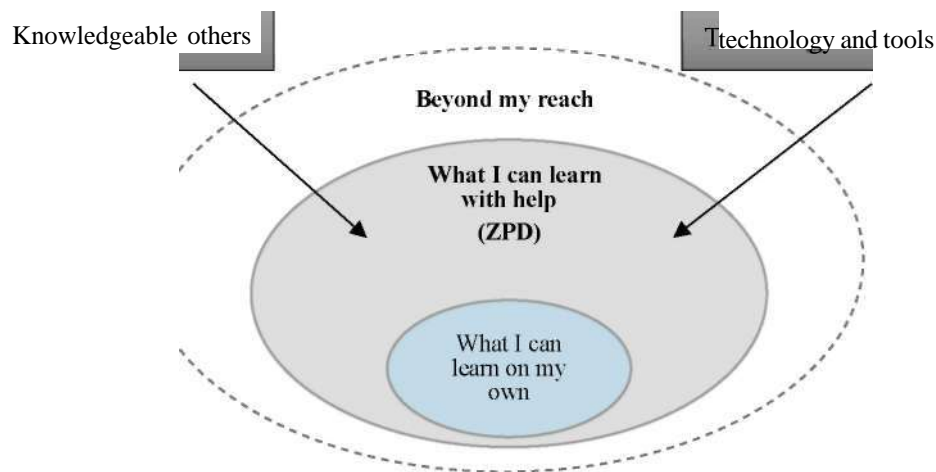 Knowledgeable others
Ttechnology and tools
Beyond my reach
What I can learn
with help
(ZPD)
What I can
learn on my
own